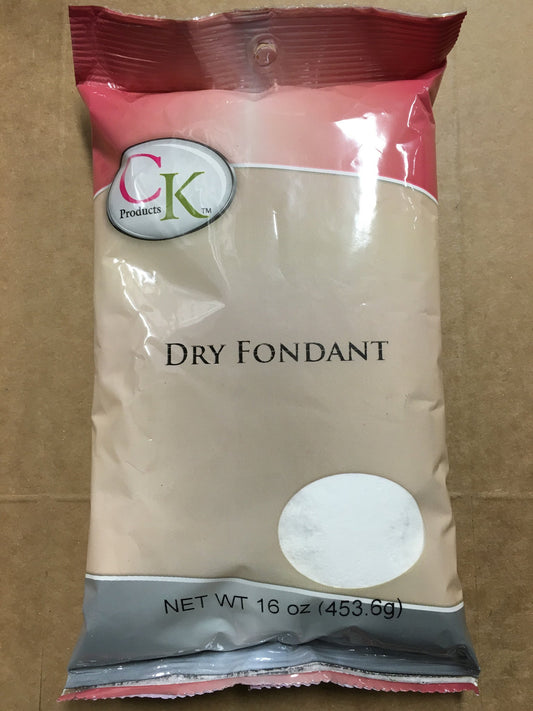 CK
Products ™
DRY FONDANT
NET WT 16 oz (453.6g)